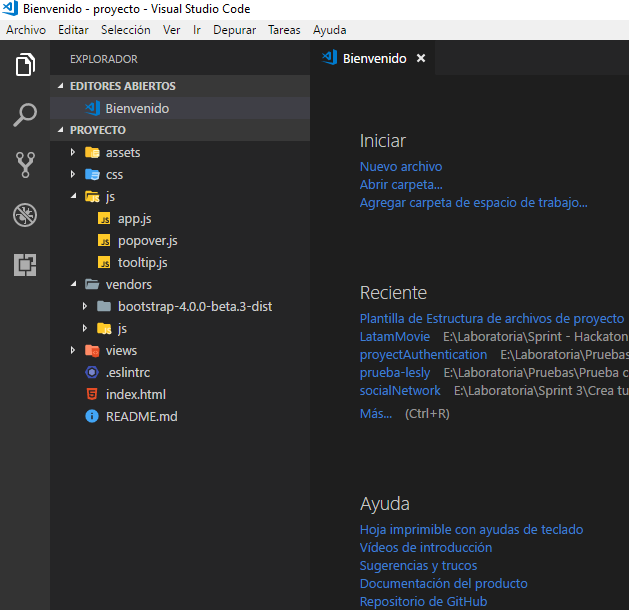 Bienvenido - proyecto - Visual Studio Code
Archivo Editar Selección Ver Ir Depurar Tareas Ayuda
EXPLORADOR
EDITORES ABIERTOS
Bienvenido
PROYECTO
assets
css
js
JS app.js
JS popover.js
JS tooltip.js
vendors
bootstrap-4.0.0-beta.3-dist
js
views
.eslintrc
index.html
README.md
Bienvenido
Iniciar
Nuevo archivo
Abrir carpeta...
Agregar carpeta de espacio de trabajo...
Reciente
Plantilla de Estructura de archivos de proyecto
LatamMovie E:\Laboratoria\Sprint - Hackaton
proyectAuthentication E:\Laboratoria\Pruebas
prueba-lesly E:\Laboratoria\Pruebas\Prueba c
socialNetwork E:\Laboratoria\Sprint 3\Crea tu
Más... (Ctrl+R)
Ayuda
Hoja imprimible con ayudas de teclado
Vídeos de introducción
Sugerencias y trucos
Documentación del producto
Repositorio de GitHub